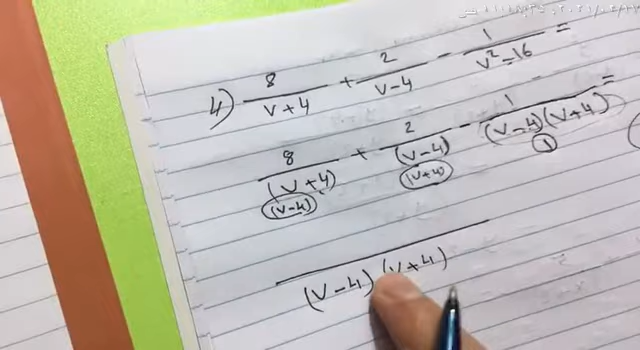 4) 8/(v+4) + 2/(v-4) - 1/(v²-16) =
8/(v+4) + 2/(v-4) - 1/((v-4)(v+4)) =
(v-4) (v+4) 1
(v-4)(v+4)